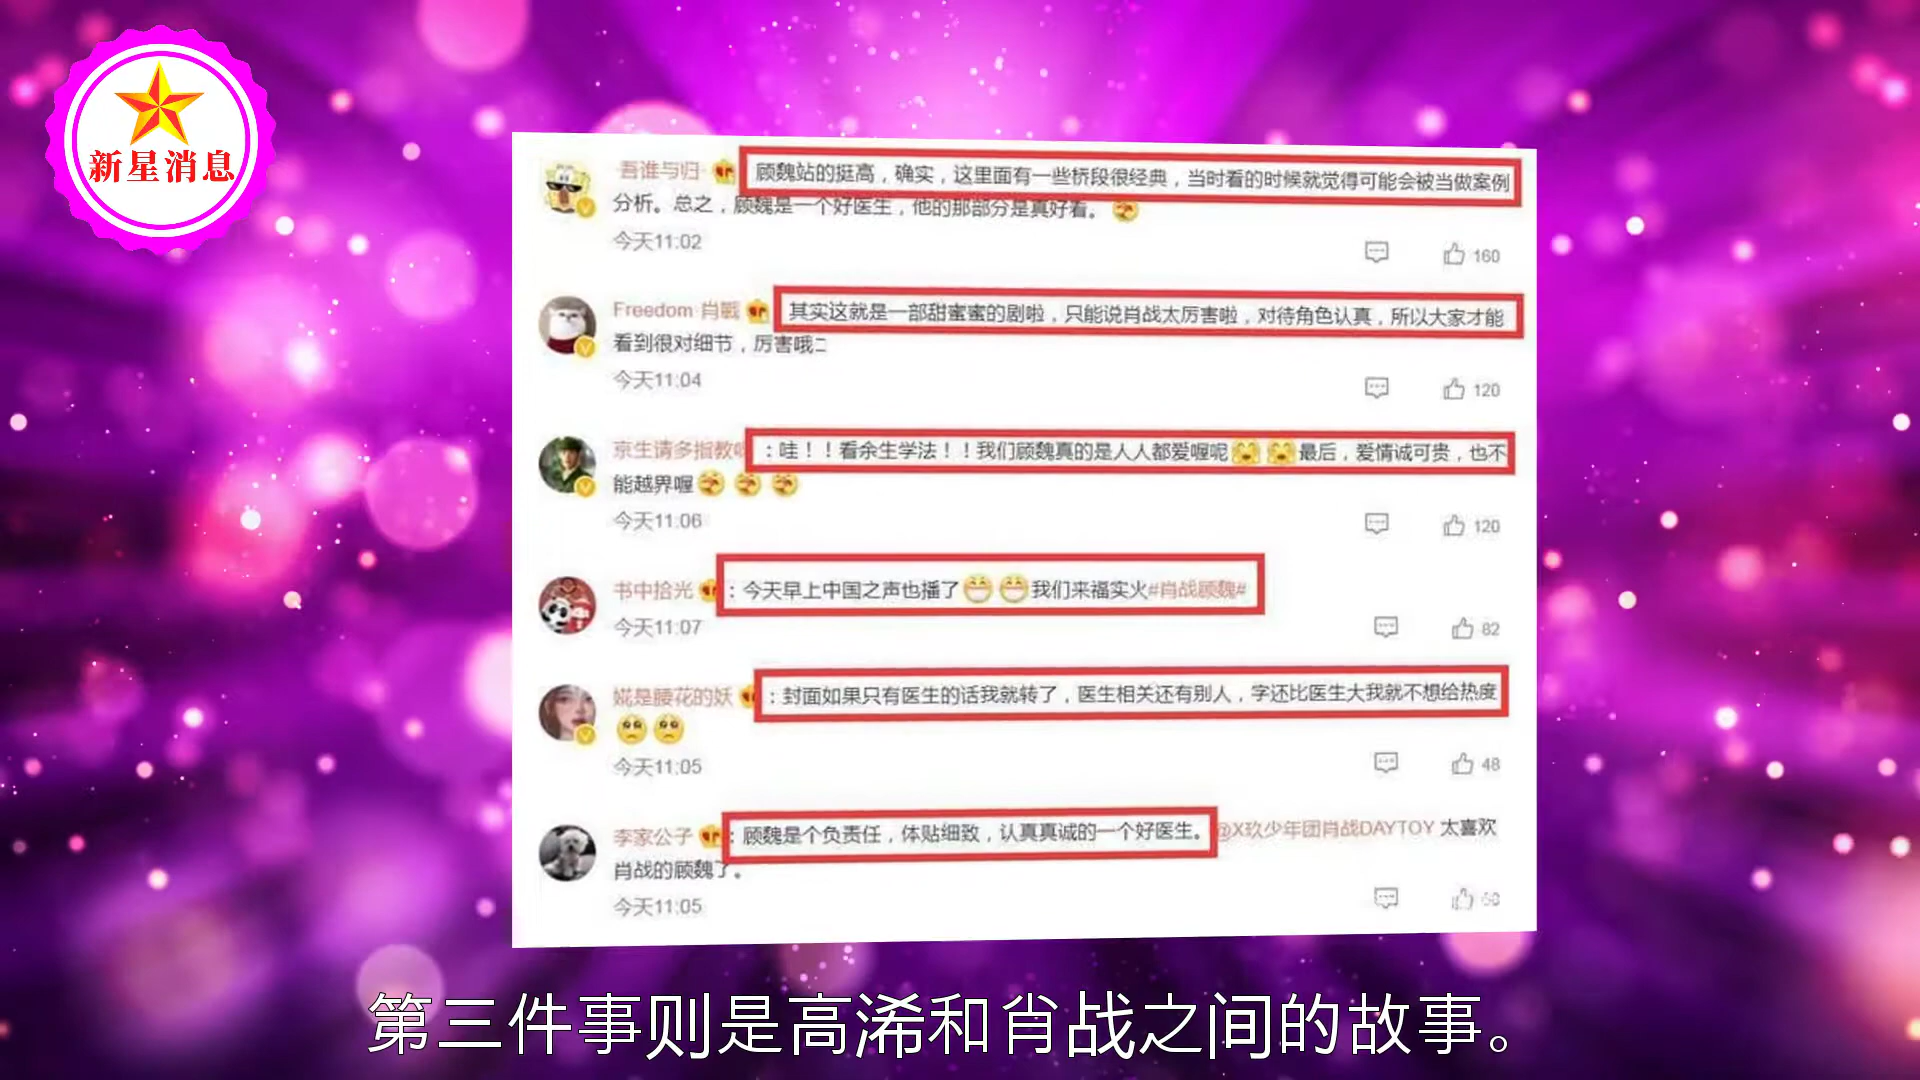 新星消息
吾谁与归 顾魏站的挺高，确实，这里面有一些桥段很经典，当时看的时候就觉得可能会被当做案例
分析。总之，顾魏是一个好医生，他的那部分是真好看。
今天11:02
160
Freedom 肖戰 其实这就是一部甜蜜蜜的剧啦，只能说肖战太厉害啦，对待角色认真，所以大家才能
看到很对细节，厉害哦
今天11:04
120
京生请多指教 ：哇！！看余生学法！！我们顾魏真的是人人都爱喔呢 最后，爱情诚可贵，也不
能越界喔
今天11:06
120
书中拾光 ：今天早上中国之声也播了 我们来福实火#肖战顾魏#
今天11:07
82
婲是腰花的妖 ：封面如果只有医生的话我就转了，医生相关还有别人，字还比医生大我就不想给热度
今天11:05
48
李家公子 ：顾魏是个负责任，体贴细致，认真真诚的一个好医生。@X玖少年团肖战DAYTOY 太喜欢
肖战的顾魏了。
今天11:05
第三件事则是高浠和肖战之间的故事。